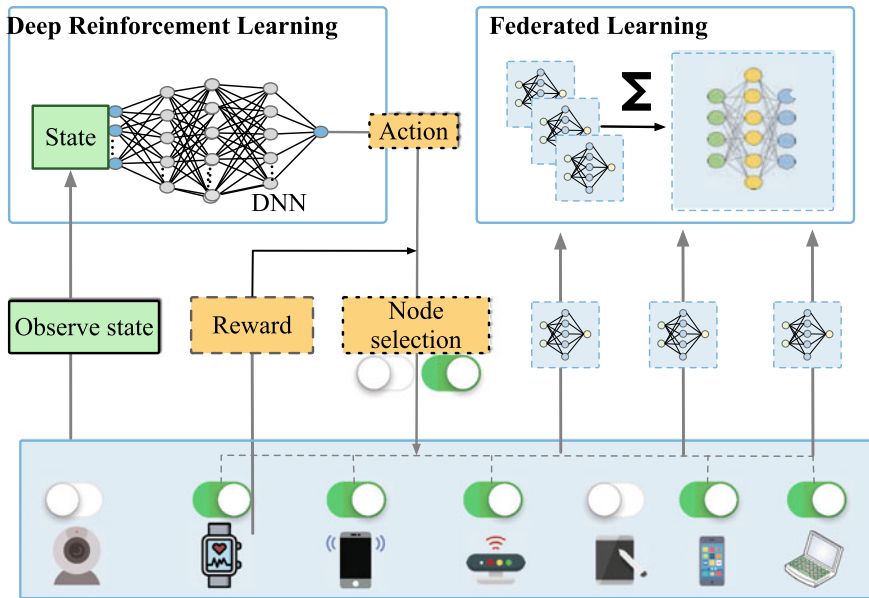 Deep Reinforcement Learning
Federated Learning
State
Action
Σ
DNN
Observe state
Reward
Node
selection